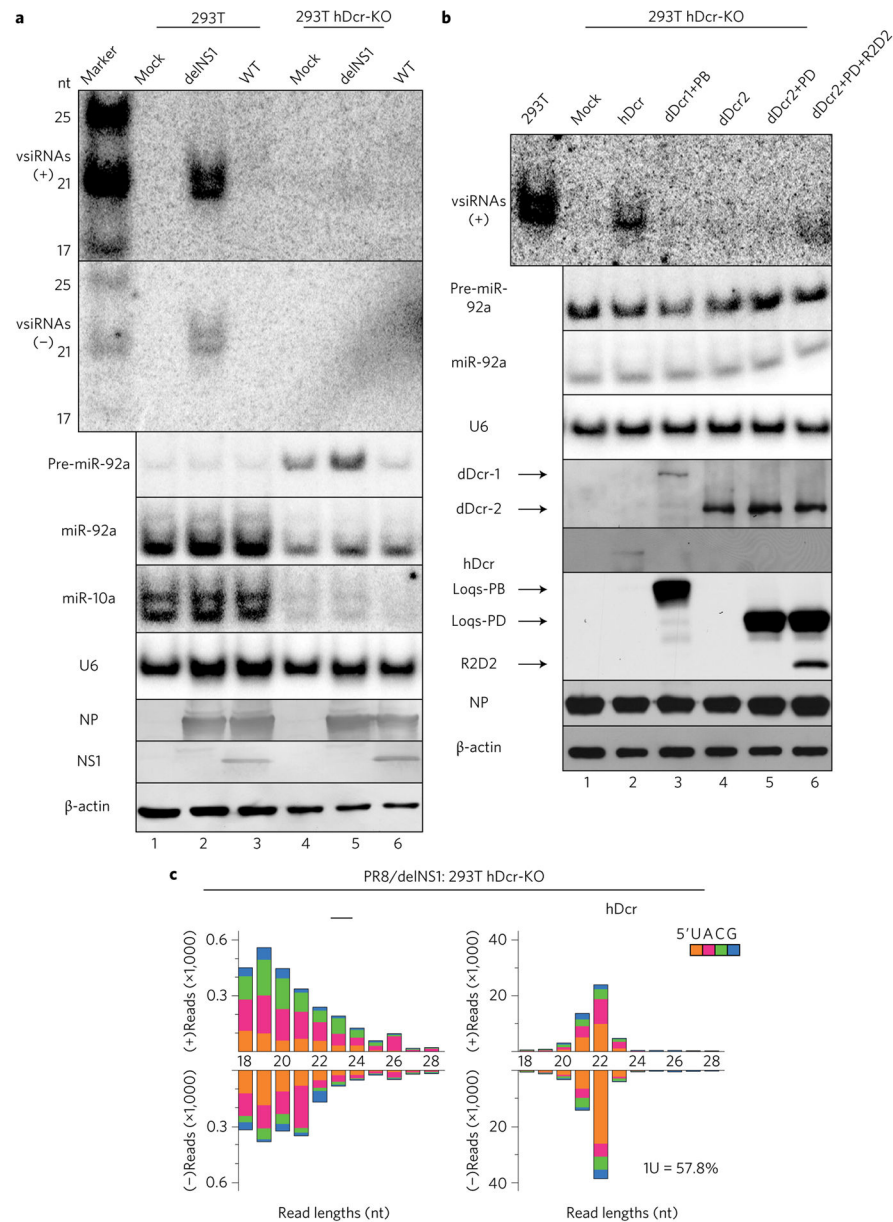 a
293T
293T hDcr-KO
nt
Marker
Mock
delNS1
WT
Mock
delNS1
WT
25
vsiRNAs
(+)
21
17
25
vsiRNAs
(−)
21
17
Pre-miR-92a
miR-92a
miR-10a
U6
NP
NS1
β-actin
1 2 3 4 5 6
b
293T hDcr-KO
293T
Mock
hDcr
dDcr1+PB
dDcr2
dDcr2+PD
dDcr2+PD+R2D2
vsiRNAs
(+)
Pre-miR-
92a
miR-92a
U6
dDcr-1
dDcr-2
hDcr
Loqs-PB
Loqs-PD
R2D2
NP
β-actin
1 2 3 4 5 6
c
PR8/delNS1: 293T hDcr-KO
—
hDcr
5′UACG
(+)Reads (×1,000)
0.6
0.3
18 20 22 24 26 28
(−)Reads (×1,000)
0.3
0.6
Read lengths (nt)
(+)Reads (×1,000)
40
20
18 20 22 24 26 28
(−)Reads (×1,000)
20
40
1U = 57.8%
Read lengths (nt)